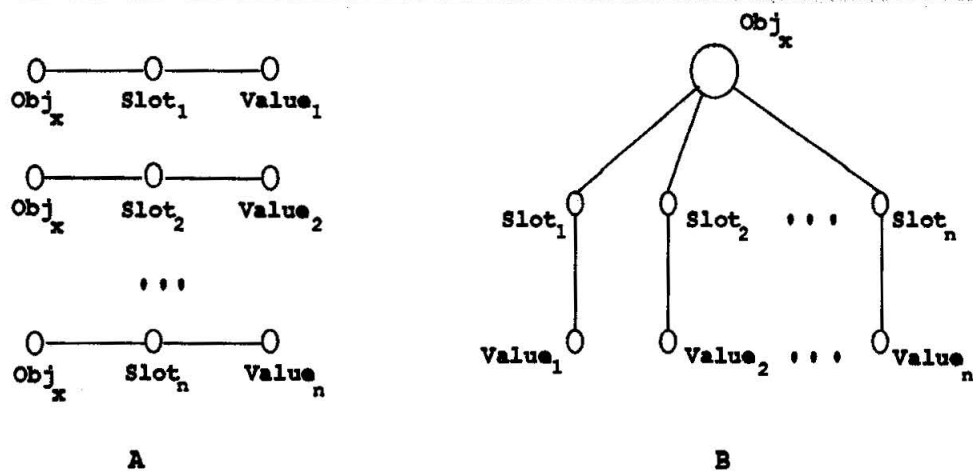 Obj_x Slot_1 Value_1
Obj_x Slot_2 Value_2
• • •
Obj_x Slot_n Value_n
A
Obj_x
Slot_1 Slot_2 • • • Slot_n
Value_1 Value_2 • • • Value_n
B